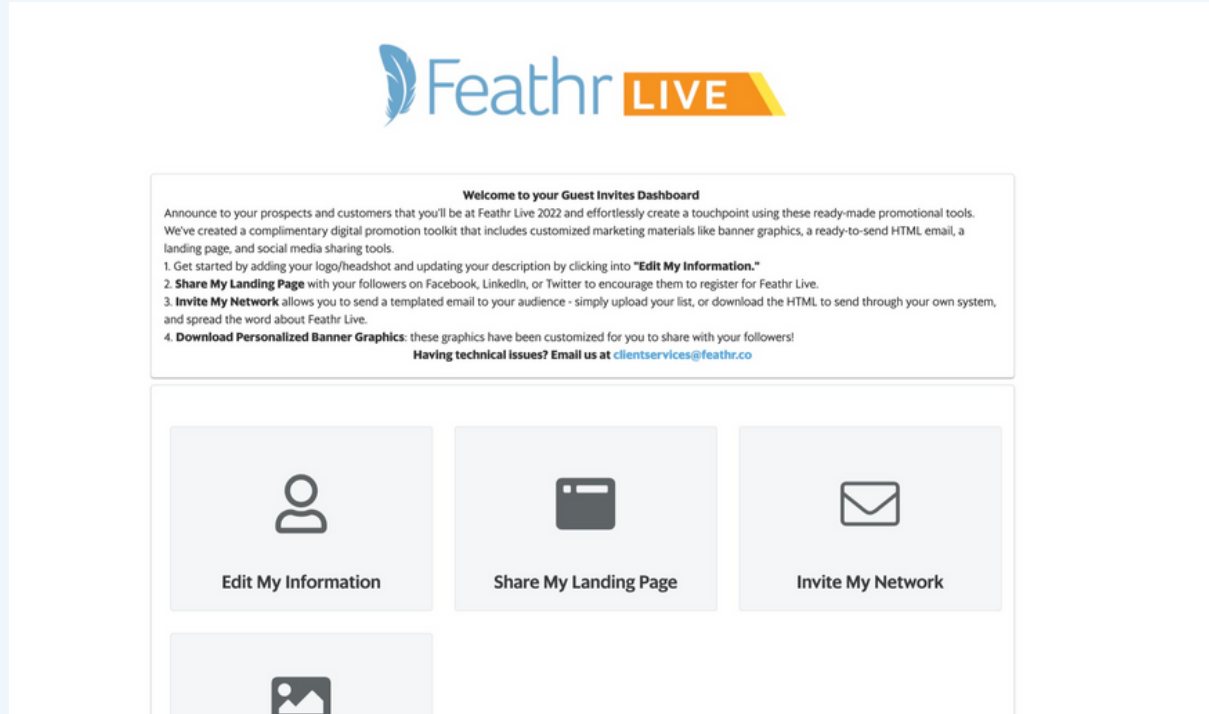 Feathr LIVE
Welcome to your Guest Invites Dashboard
Announce to your prospects and customers that you'll be at Feathr Live 2022 and effortlessly create a touchpoint using these ready-made promotional tools.
We've created a complimentary digital promotion toolkit that includes customized marketing materials like banner graphics, a ready-to-send HTML email, a
landing page, and social media sharing tools.
1. Get started by adding your logo/headshot and updating your description by clicking into "Edit My Information."
2. Share My Landing Page with your followers on Facebook, LinkedIn, or Twitter to encourage them to register for Feathr Live.
3. Invite My Network allows you to send a templated email to your audience - simply upload your list, or download the HTML to send through your own system,
and spread the word about Feathr Live.
4. Download Personalized Banner Graphics: these graphics have been customized for you to share with your followers!
Having technical issues? Email us at clientservices@feathr.co
Edit My Information
Share My Landing Page
Invite My Network